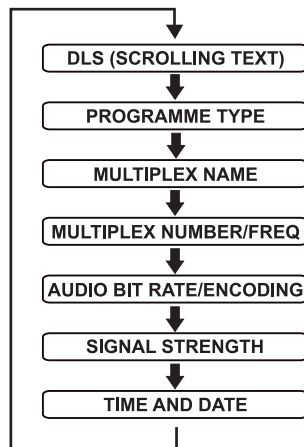 DLS (SCROLLING TEXT)
PROGRAMME TYPE
MULTIPLEX NAME
MULTIPLEX NUMBER/FREQ
AUDIO BIT RATE/ENCODING
SIGNAL STRENGTH
TIME AND DATE